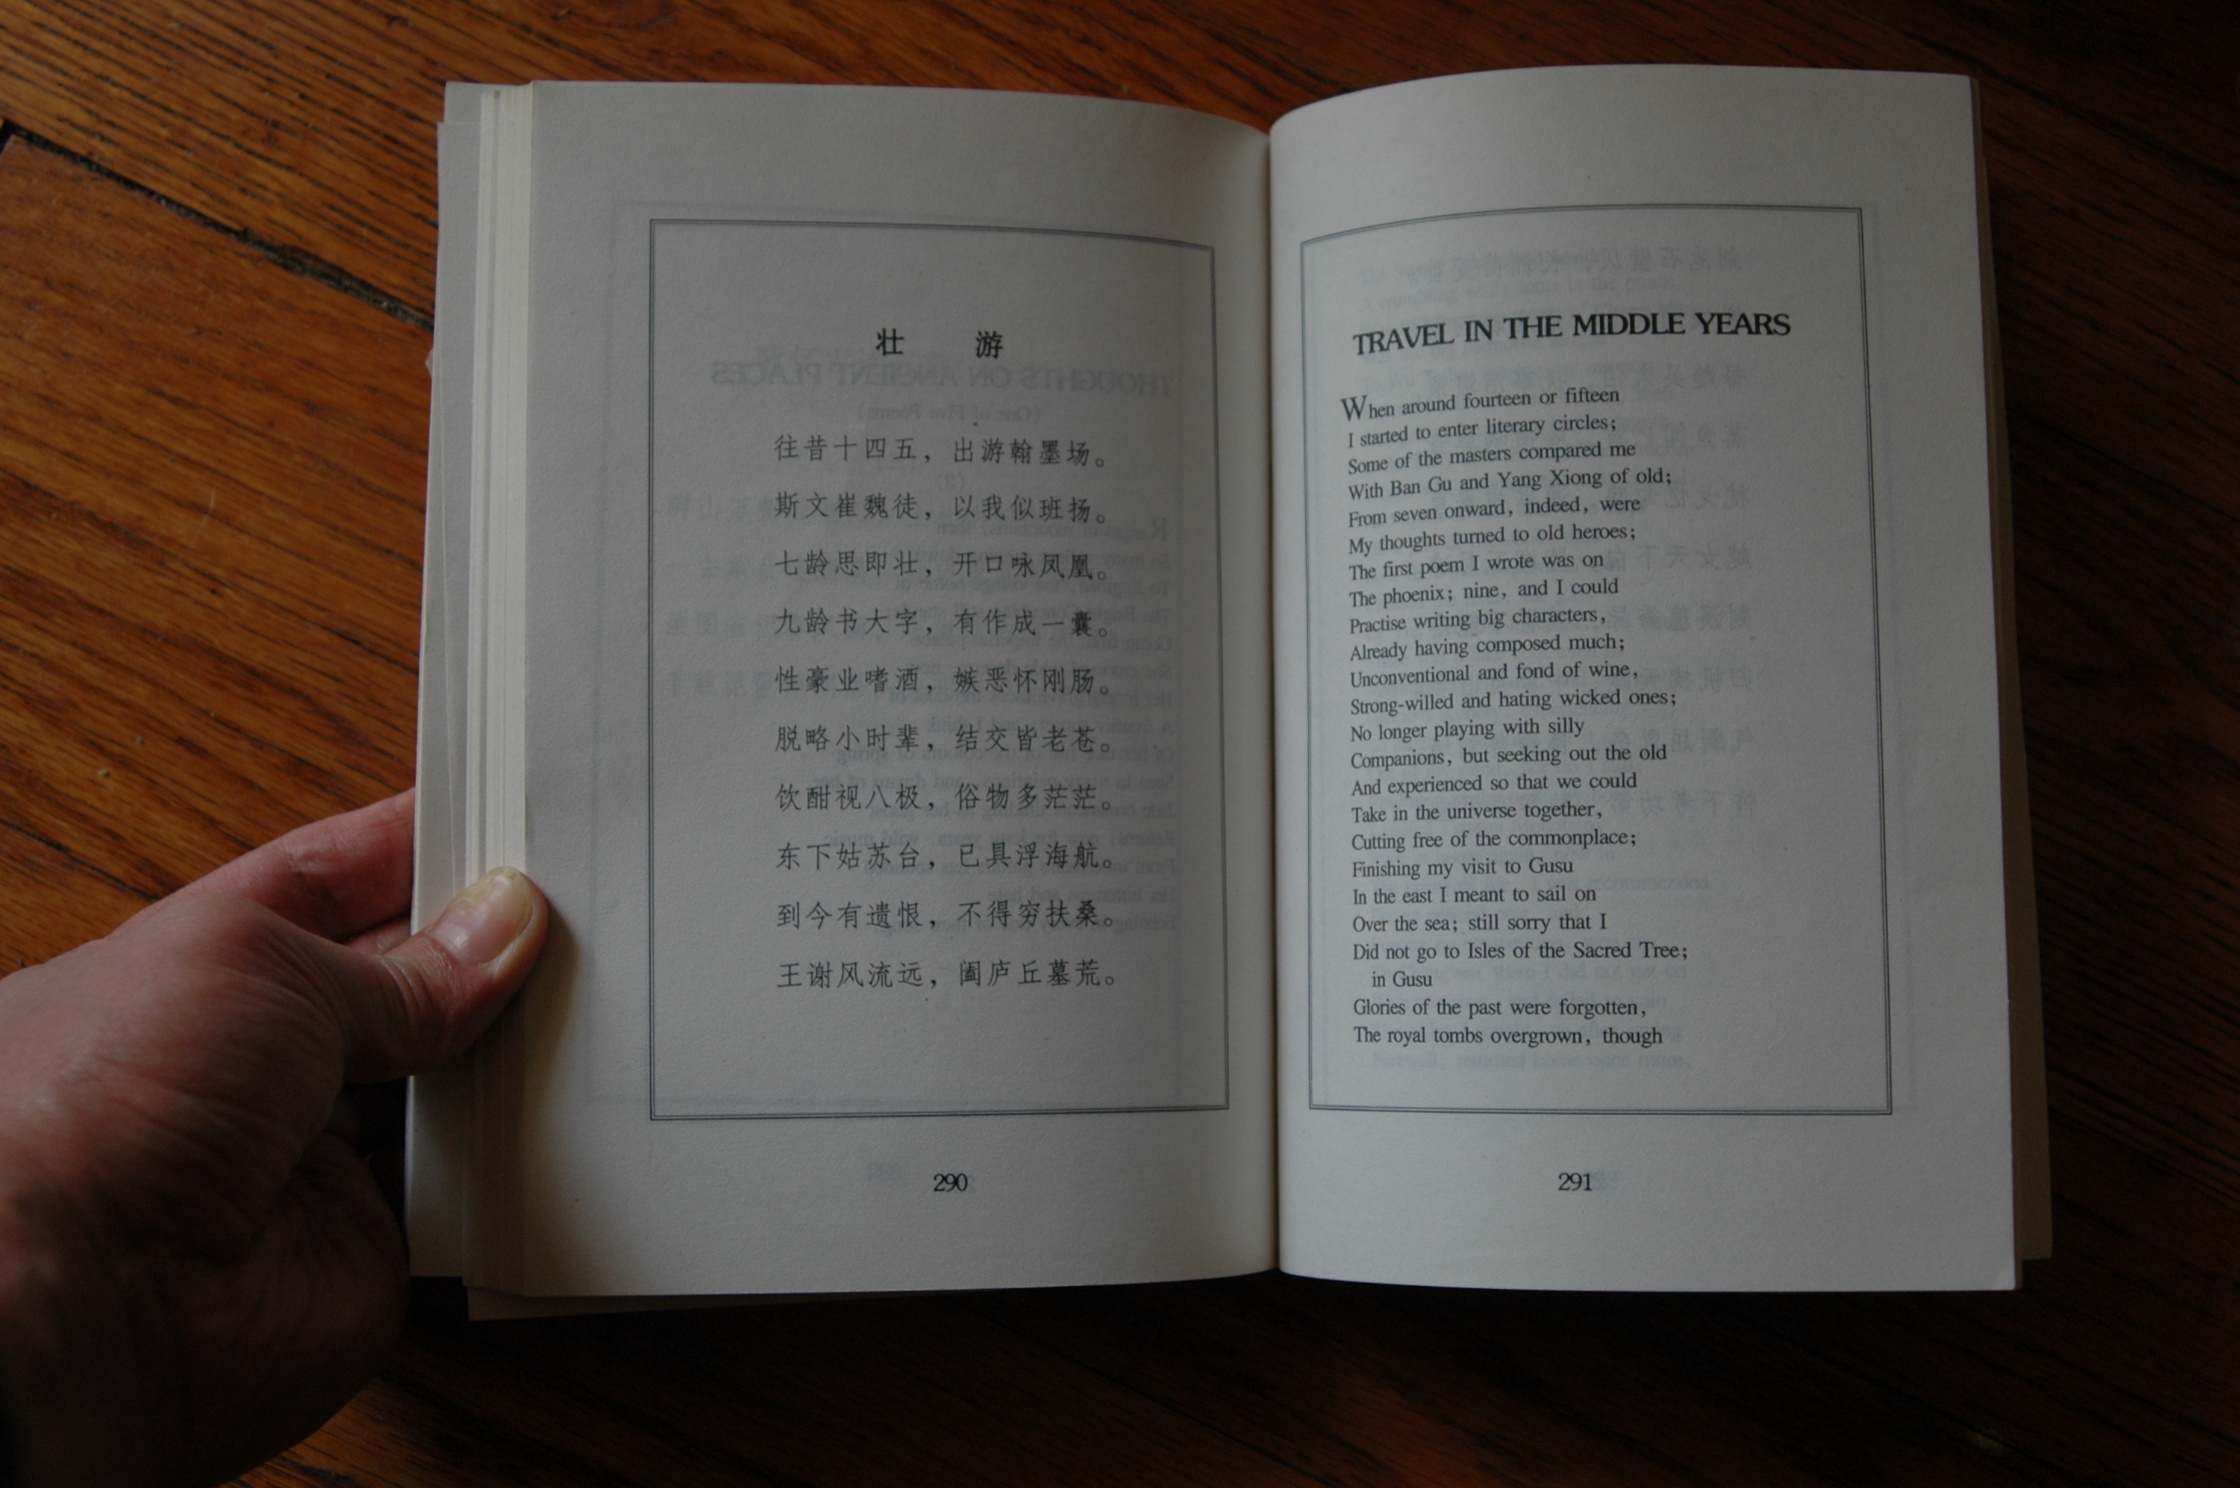 壮 游
往昔十四五，出游翰墨场。
斯文崔魏徒，以我似班扬。
七龄思即壮，开口咏凤凰。
九龄书大字，有作成一囊。
性豪业嗜酒，嫉恶怀刚肠。
脱略小时辈，结交皆老苍。
饮酣视八极，俗物多茫茫。
东下姑苏台，已具浮海航。
到今有遗恨，不得穷扶桑。
王谢风流远，阖庐丘墓荒。
290
TRAVEL IN THE MIDDLE YEARS
When around fourteen or fifteen
I started to enter literary circles;
Some of the masters compared me
With Ban Gu and Yang Xiong of old;
From seven onward, indeed, were
My thoughts turned to old heroes;
The first poem I wrote was on
The phoenix; nine, and I could
Practise writing big characters,
Already having composed much;
Unconventional and fond of wine,
Strong-willed and hating wicked ones;
No longer playing with silly
Companions, but seeking out the old
And experienced so that we could
Take in the universe together,
Cutting free of the commonplace;
Finishing my visit to Gusu
In the east I meant to sail on
Over the sea; still sorry that I
Did not go to Isles of the Sacred Tree;
in Gusu
Glories of the past were forgotten,
The royal tombs overgrown, though
291